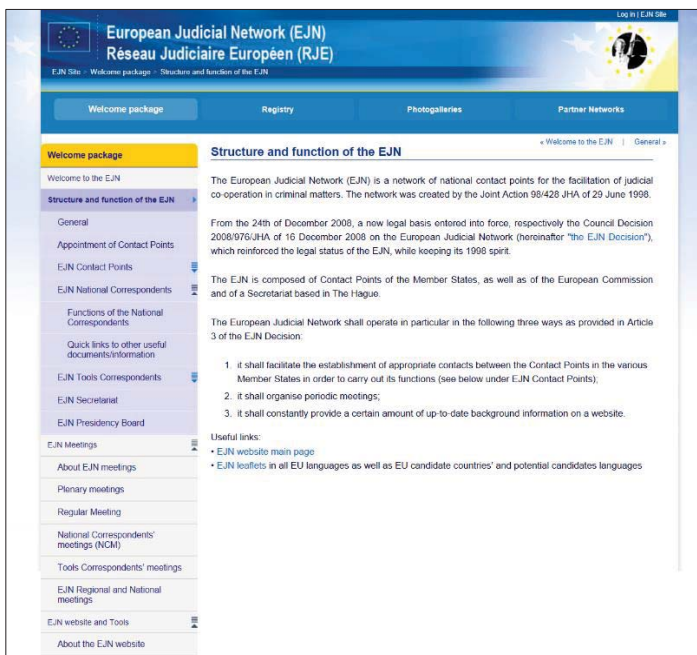 Log in | EJN Site
European Judicial Network (EJN)
Réseau Judiciaire Européen (RJE)
EJN Site > Welcome package > Structure and function of the EJN
Welcome package
Registry
Photogalleries
Partner Networks
« Welcome to the EJN | General »
Welcome package
Welcome to the EJN
Structure and function of the EJN
General
Appointment of Contact Points
EJN Contact Points
EJN National Correspondents
Functions of the National
Correspondents
Quick links to other useful
documents/information
EJN Tools Correspondents
EJN Secretariat
EJN Presidency Board
EJN Meetings
About EJN meetings
Plenary meetings
Regular Meeting
National Correspondents'
meetings (NCM)
Tools Correspondents' meetings
EJN Regional and National
meetings
EJN website and Tools
About the EJN website
Structure and function of the EJN
The European Judicial Network (EJN) is a network of national contact points for the facilitation of judicial
co-operation in criminal matters. The network was created by the Joint Action 98/428 JHA of 29 June 1998.
From the 24th of December 2008, a new legal basis entered into force, respectively the Council Decision
2008/976/JHA of 16 December 2008 on the European Judicial Network (hereinafter "the EJN Decision"),
which reinforced the legal status of the EJN, while keeping its 1998 spirit.
The EJN is composed of Contact Points of the Member States, as well as of the European Commission
and of a Secretariat based in The Hague.
The European Judicial Network shall operate in particular in the following three ways as provided in Article
3 of the EJN Decision:
1. it shall facilitate the establishment of appropriate contacts between the Contact Points in the various
Member States in order to carry out its functions (see below under EJN Contact Points);
2. it shall organise periodic meetings;
3. it shall constantly provide a certain amount of up-to-date background information on a website.
Useful links:
• EJN website main page
• EJN leaflets in all EU languages as well as EU candidate countries' and potential candidates languages